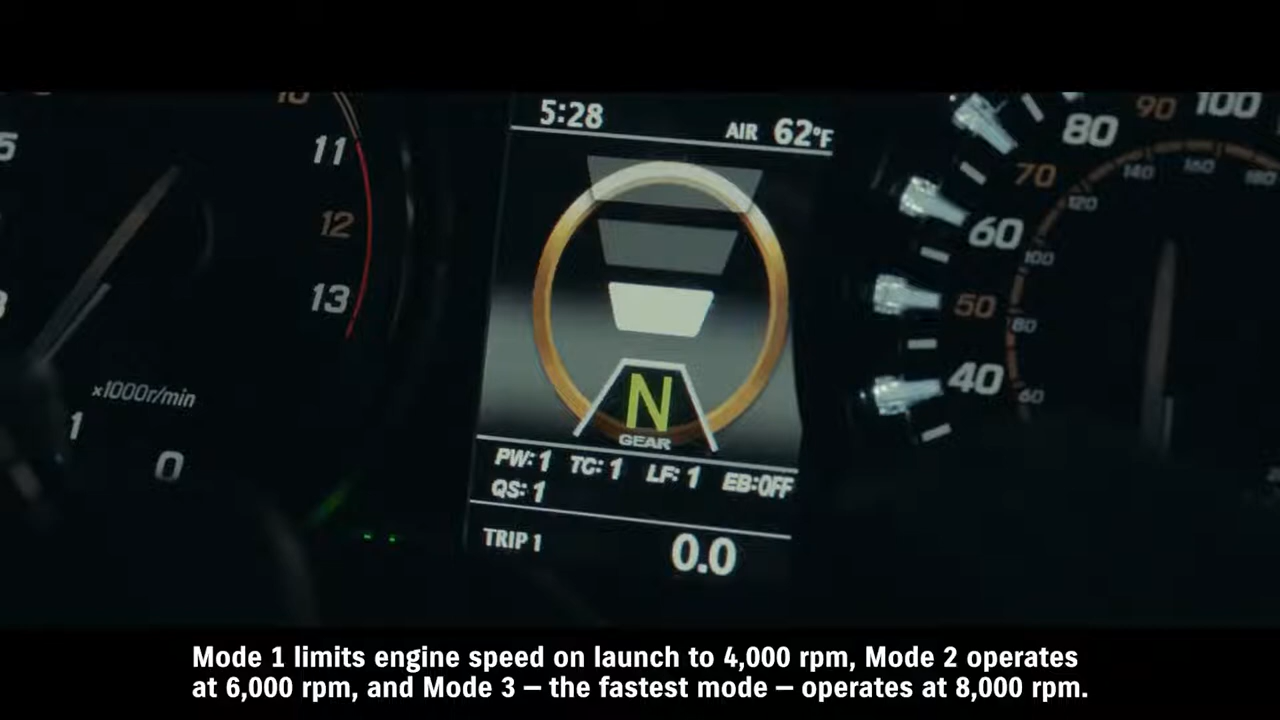 5:28
AIR 62°F
10
11
12
13
x1000r/min
1
0
N
GEAR
PW:1 TC: 1 LF: 1 EB:OFF
QS: 1
TRIP 1
0.0
100
90
80
70
60
50
40
180
160
140
120
100
80
60
Mode 1 limits engine speed on launch to 4,000 rpm, Mode 2 operates
at 6,000 rpm, and Mode 3 – the fastest mode – operates at 8,000 rpm.